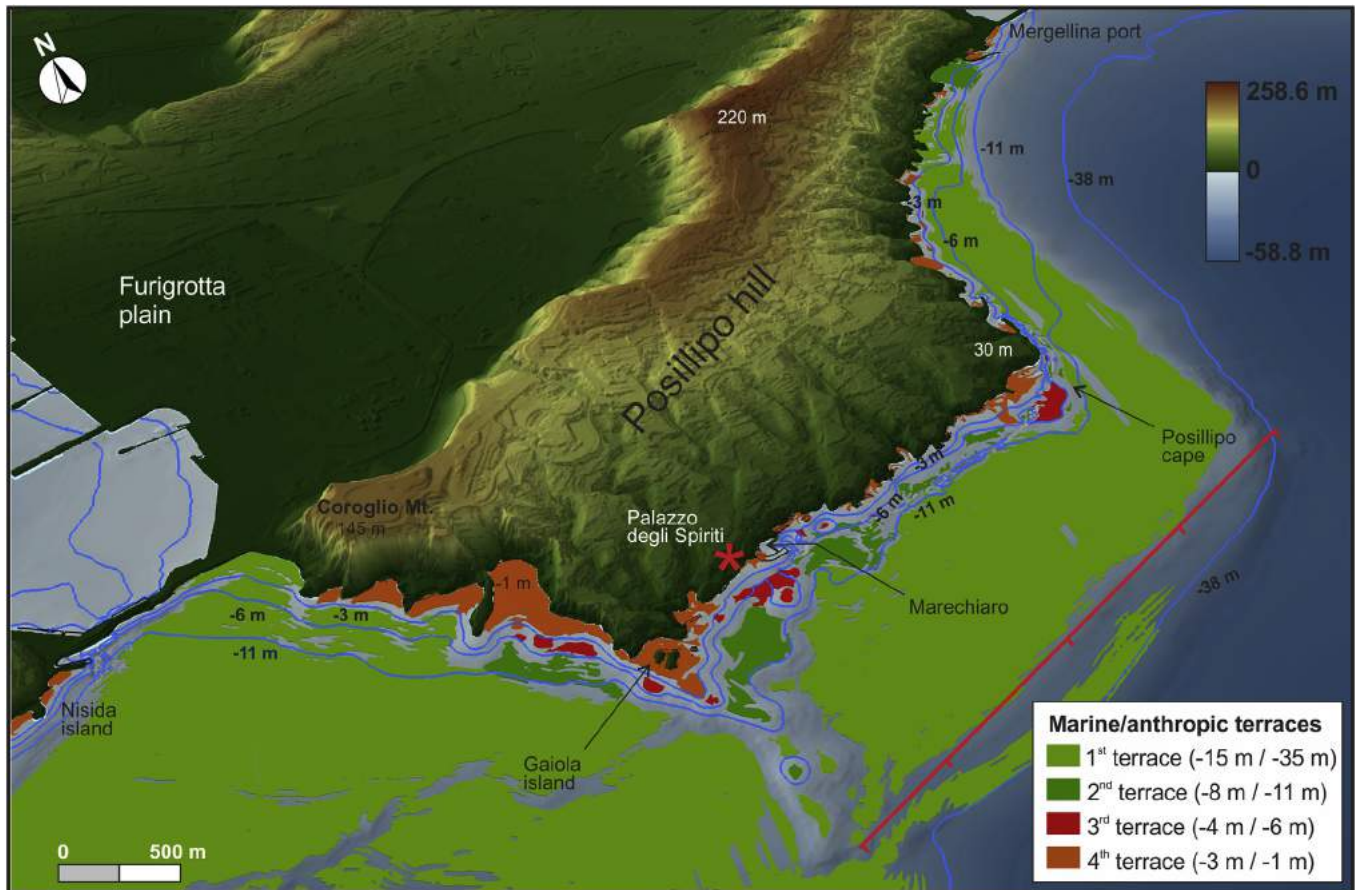 N
Mergellina port
258.6 m
0
-58.8 m
220 m
-11 m
-38 m
-3 m
-6 m
Furigrotta
plain
Posillipo hill
30 m
Posillipo
cape
Coroglio Mt.
145 m
Palazzo
degli Spiriti
*
-3 m
-6 m
-11 m
-38 m
Marechiaro
-1 m
-6 m
-3 m
-11 m
Nisida
island
Gaiola
island
Marine/anthropic terraces
1st terrace (-15 m / -35 m)
2nd terrace (-8 m / -11 m)
3rd terrace (-4 m / -6 m)
4th terrace (-3 m / -1 m)
0 500 m